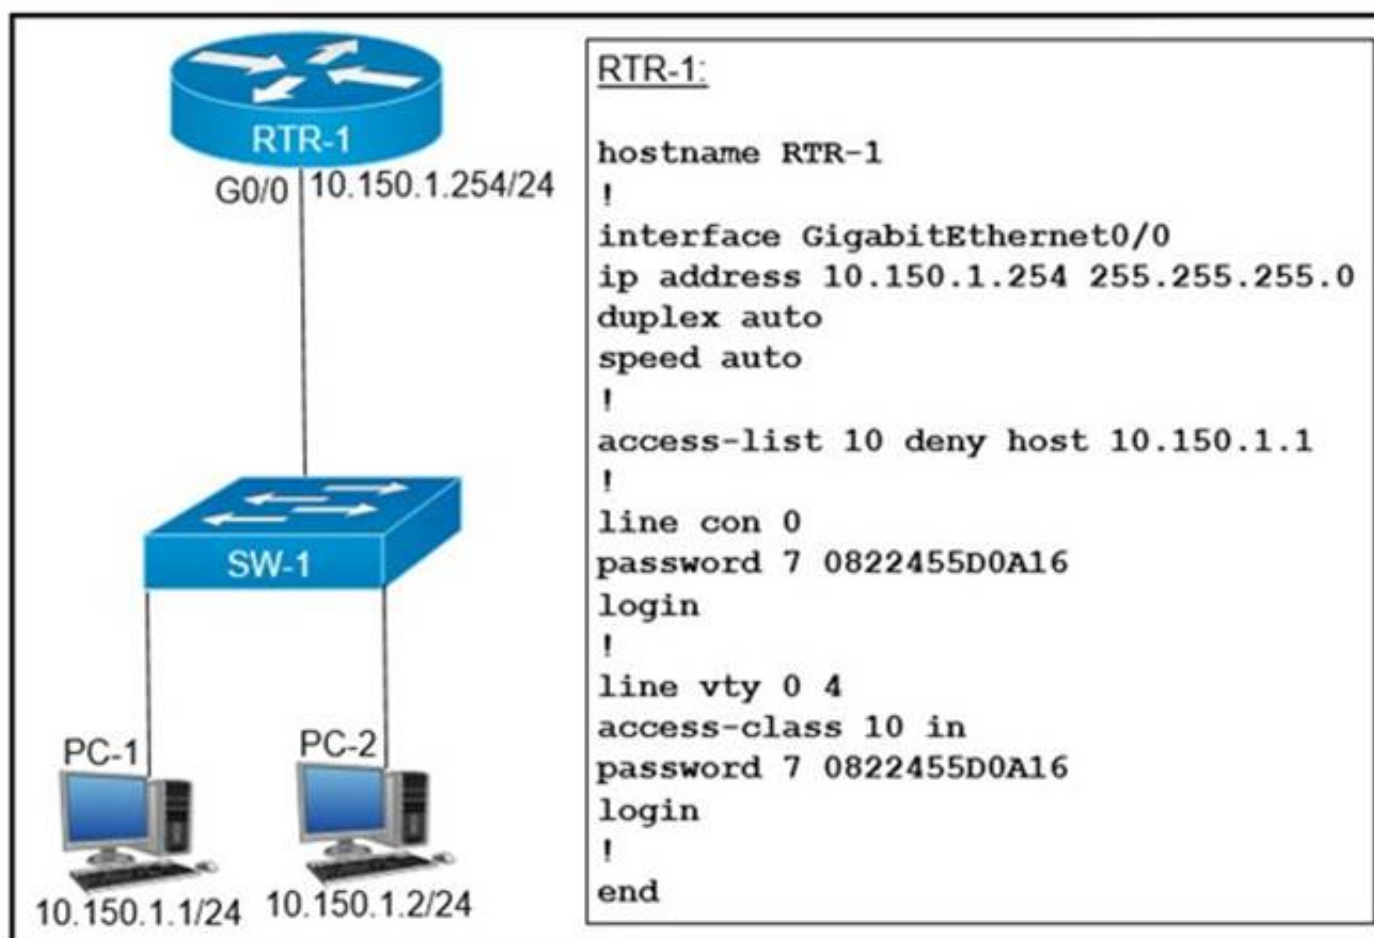 RTR-1
G0/0 10.150.1.254/24
SW-1
PC-1
PC-2
10.150.1.1/24
10.150.1.2/24
RTR-1:
hostname RTR-1
!
interface GigabitEthernet0/0
ip address 10.150.1.254 255.255.255.0
duplex auto
speed auto
!
access-list 10 deny host 10.150.1.1
!
line con 0
password 7 0822455D0A16
login
!
line vty 0 4
access-class 10 in
password 7 0822455D0A16
login
!
end